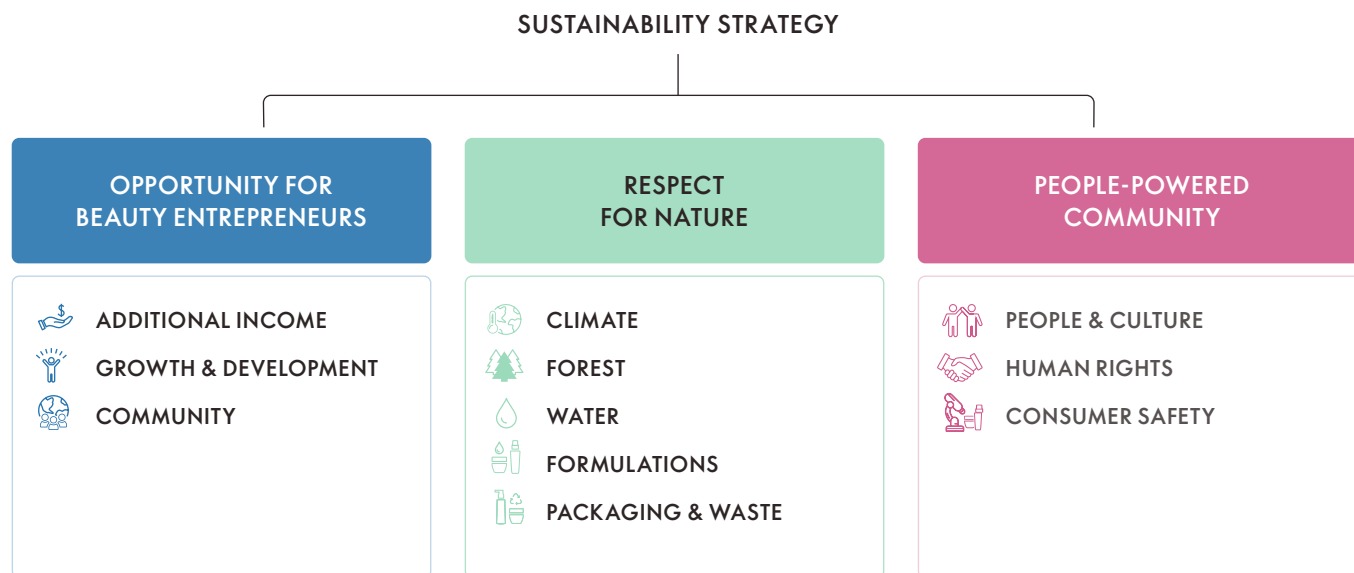 SUSTAINABILITY STRATEGY
OPPORTUNITY FOR
BEAUTY ENTREPRENEURS
$ ADDITIONAL INCOME
GROWTH & DEVELOPMENT
COMMUNITY
RESPECT
FOR NATURE
CLIMATE
FOREST
WATER
FORMULATIONS
PACKAGING & WASTE
PEOPLE-POWERED
COMMUNITY
PEOPLE & CULTURE
HUMAN RIGHTS
CONSUMER SAFETY